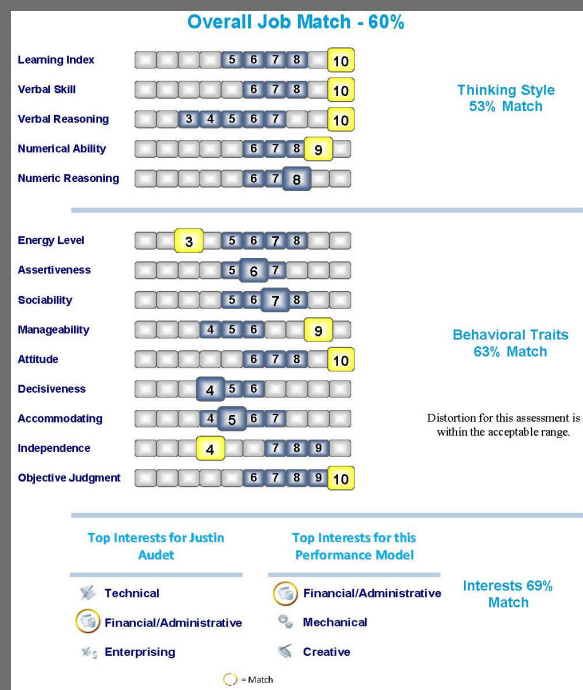 Overall Job Match - 60%
Learning Index 5 6 7 8 10
Verbal Skill 6 7 8 10
Verbal Reasoning 3 4 5 6 7 10
Numerical Ability 6 7 8 9
Numeric Reasoning 6 7 8
Thinking Style
53% Match
Energy Level 3 5 6 7 8
Assertiveness 5 6 7
Sociability 5 6 7 8
Manageability 4 5 6 9
Attitude 6 7 8 10
Decisiveness 4 5 6
Accommodating 4 5 6 7
Independence 4 7 8 9
Objective Judgment 6 7 8 9 10
Behavioral Traits
63% Match
Distortion for this assessment is
within the acceptable range.
Top Interests for Justin
Audet
Technical
Financial/Administrative
Enterprising
Top Interests for this
Performance Model
Financial/Administrative
Mechanical
Creative
Interests 69%
Match
= Match